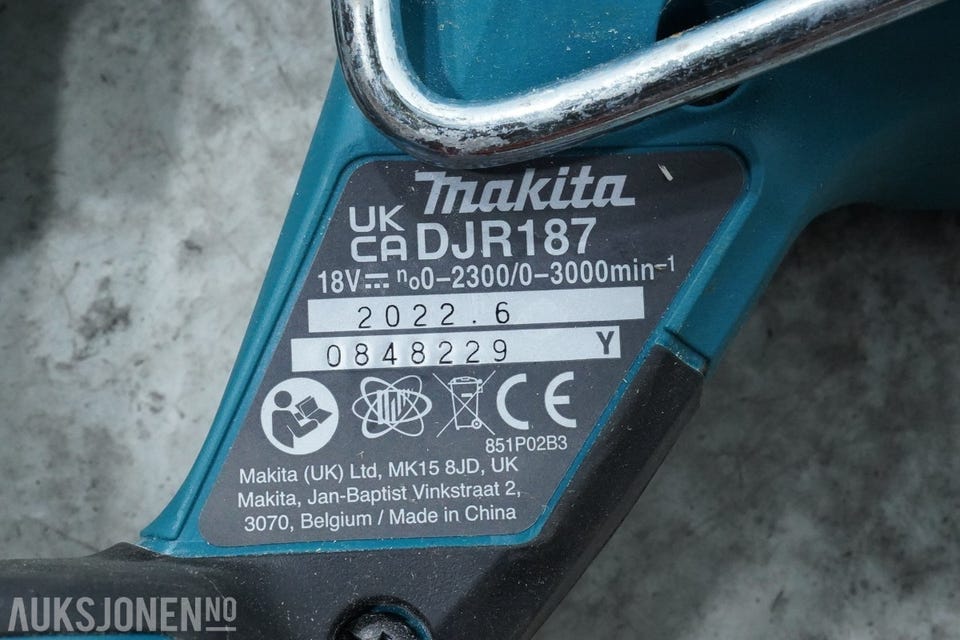 makita
UK
CA DJR187
18V⎓ no0–2300/0–3000min⁻¹
2022.6
0848229 Y
CE
851P02B3
Makita (UK) Ltd, MK15 8JD, UK
Makita, Jan-Baptist Vinkstraat 2,
3070, Belgium / Made in China
AUKSJONEN NO